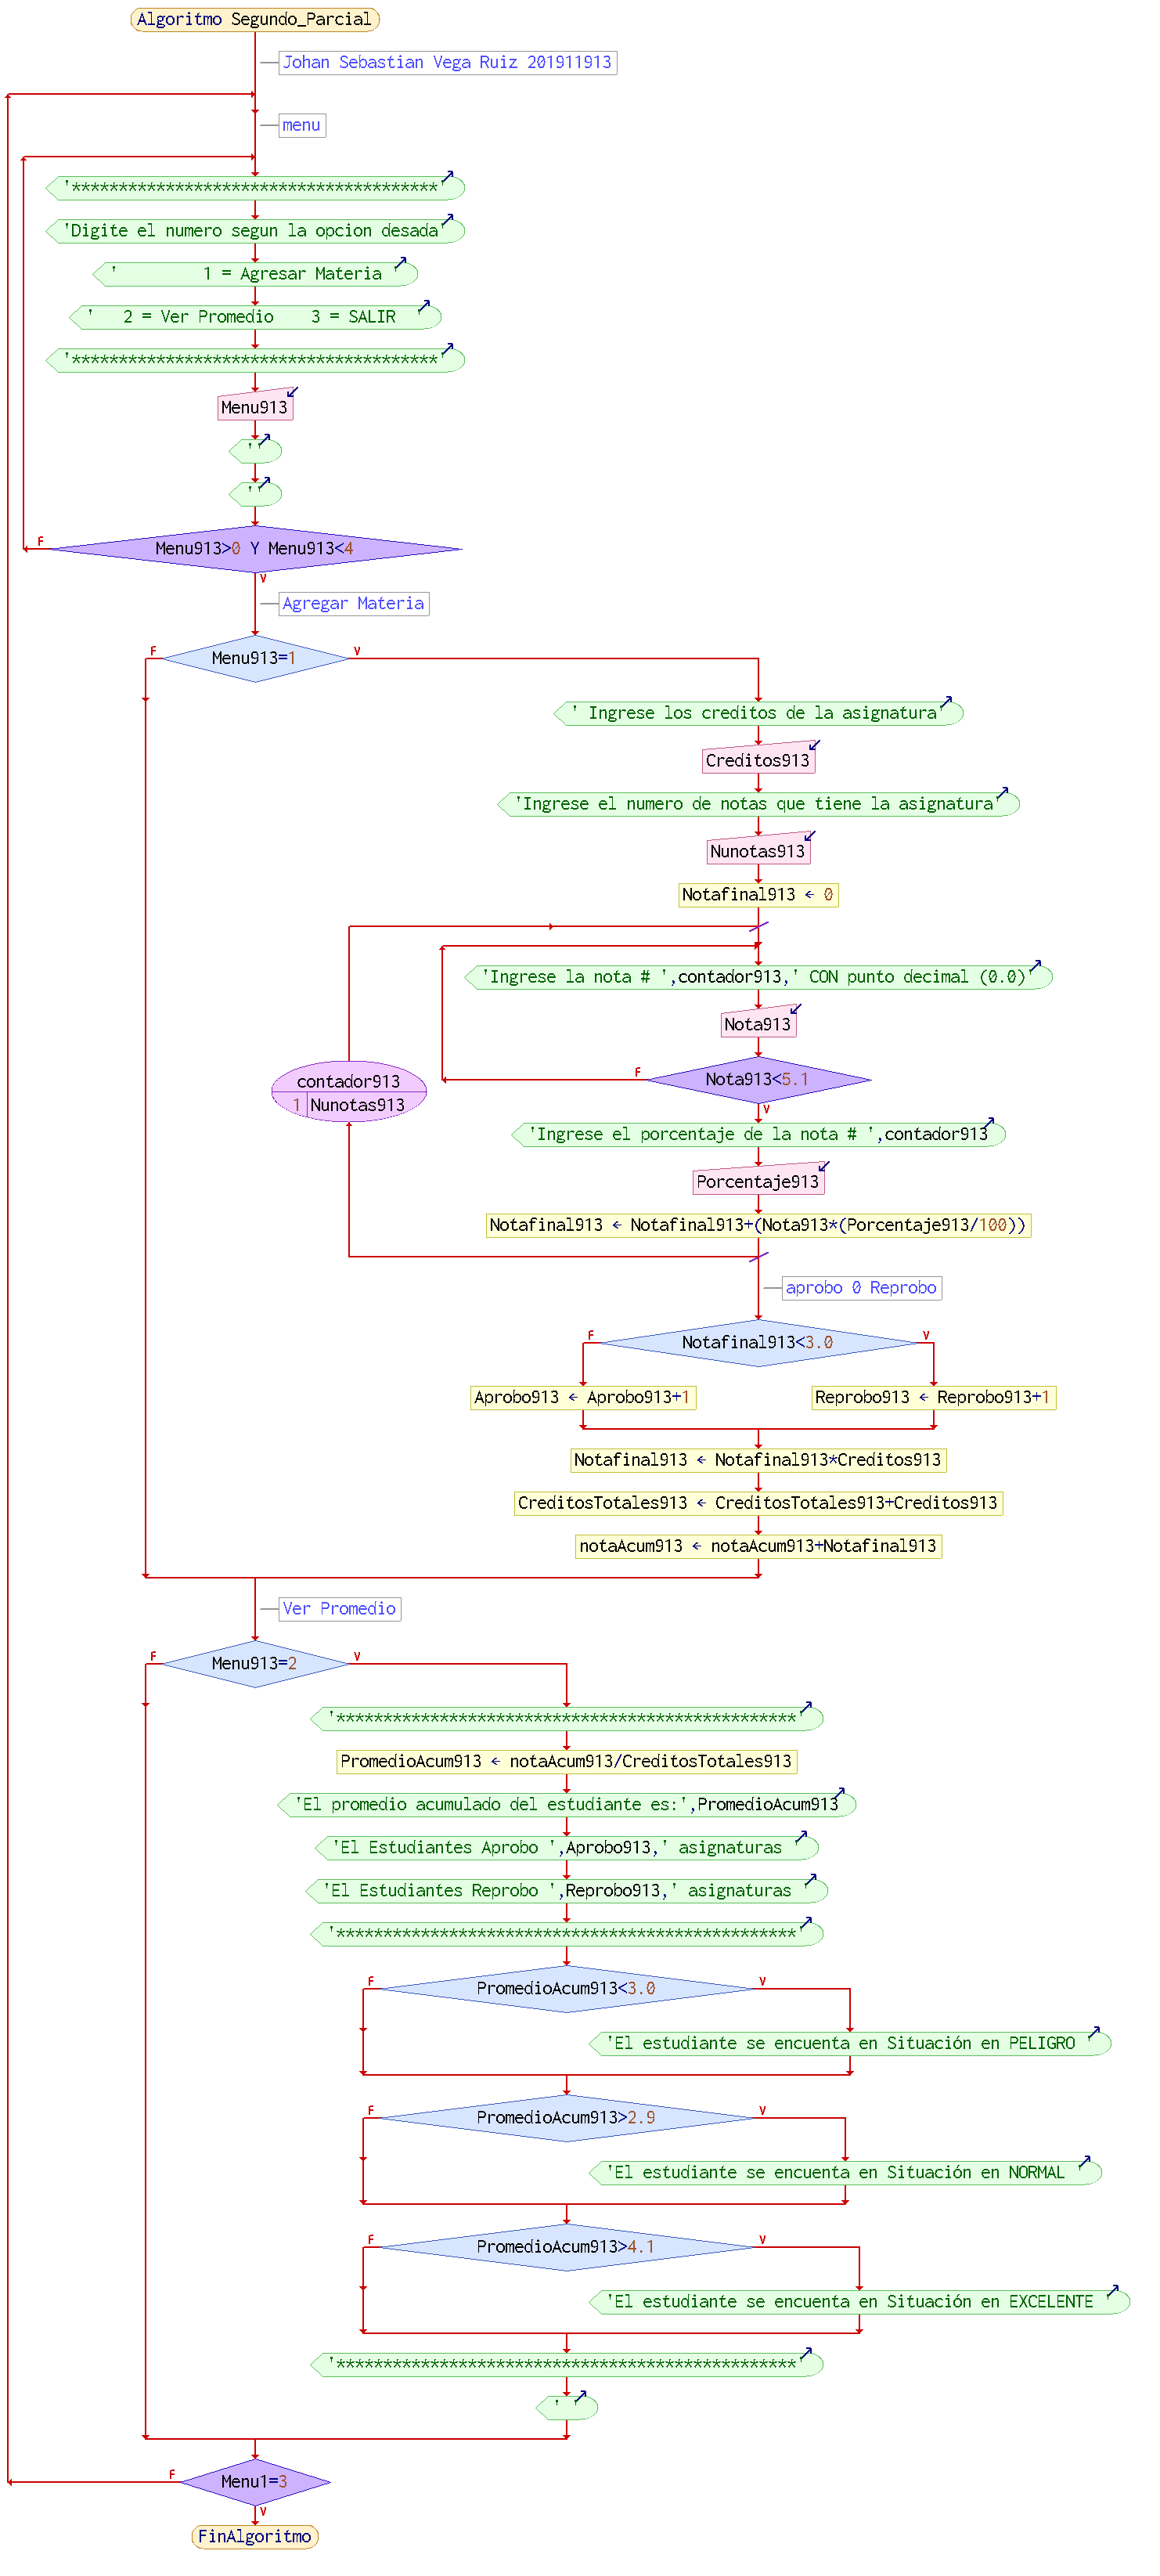 Algoritmo Segundo_Parcial
Johan Sebastian Vega Ruiz 201911913
menu
'***************************************'
'Digite el numero segun la opcion desada'
'         1 = Agresar Materia '
'   2 = Ver Promedio    3 = SALIR  '
'***************************************'
Menu913
''
''
Menu913>0 Y Menu913<4
F
V
Agregar Materia
Menu913=1
F
V
' Ingrese los creditos de la asignatura'
Creditos913
'Ingrese el numero de notas que tiene la asignatura'
Nunotas913
Notafinal913 ← 0
'Ingrese la nota # ',contador913,' CON punto decimal (0.0)'
Nota913
Nota913<5.1
F
V
contador913
1 Nunotas913
'Ingrese el porcentaje de la nota # ',contador913
Porcentaje913
Notafinal913 ← Notafinal913+(Nota913*(Porcentaje913/100))
aprobo 0 Reprobo
Notafinal913<3.0
F
V
Aprobo913 ← Aprobo913+1
Reprobo913 ← Reprobo913+1
Notafinal913 ← Notafinal913*Creditos913
CreditosTotales913 ← CreditosTotales913+Creditos913
notaAcum913 ← notaAcum913+Notafinal913
Ver Promedio
Menu913=2
F
V
'*************************************************'
PromedioAcum913 ← notaAcum913/CreditosTotales913
'El promedio acumulado del estudiante es:',PromedioAcum913
'El Estudiantes Aprobo ',Aprobo913,' asignaturas '
'El Estudiantes Reprobo ',Reprobo913,' asignaturas '
'*************************************************'
PromedioAcum913<3.0
F
V
'El estudiante se encuenta en Situación en PELIGRO '
PromedioAcum913>2.9
F
V
'El estudiante se encuenta en Situación en NORMAL '
PromedioAcum913>4.1
F
V
'El estudiante se encuenta en Situación en EXCELENTE '
'*************************************************'
' '
Menu1=3
F
V
FinAlgoritmo